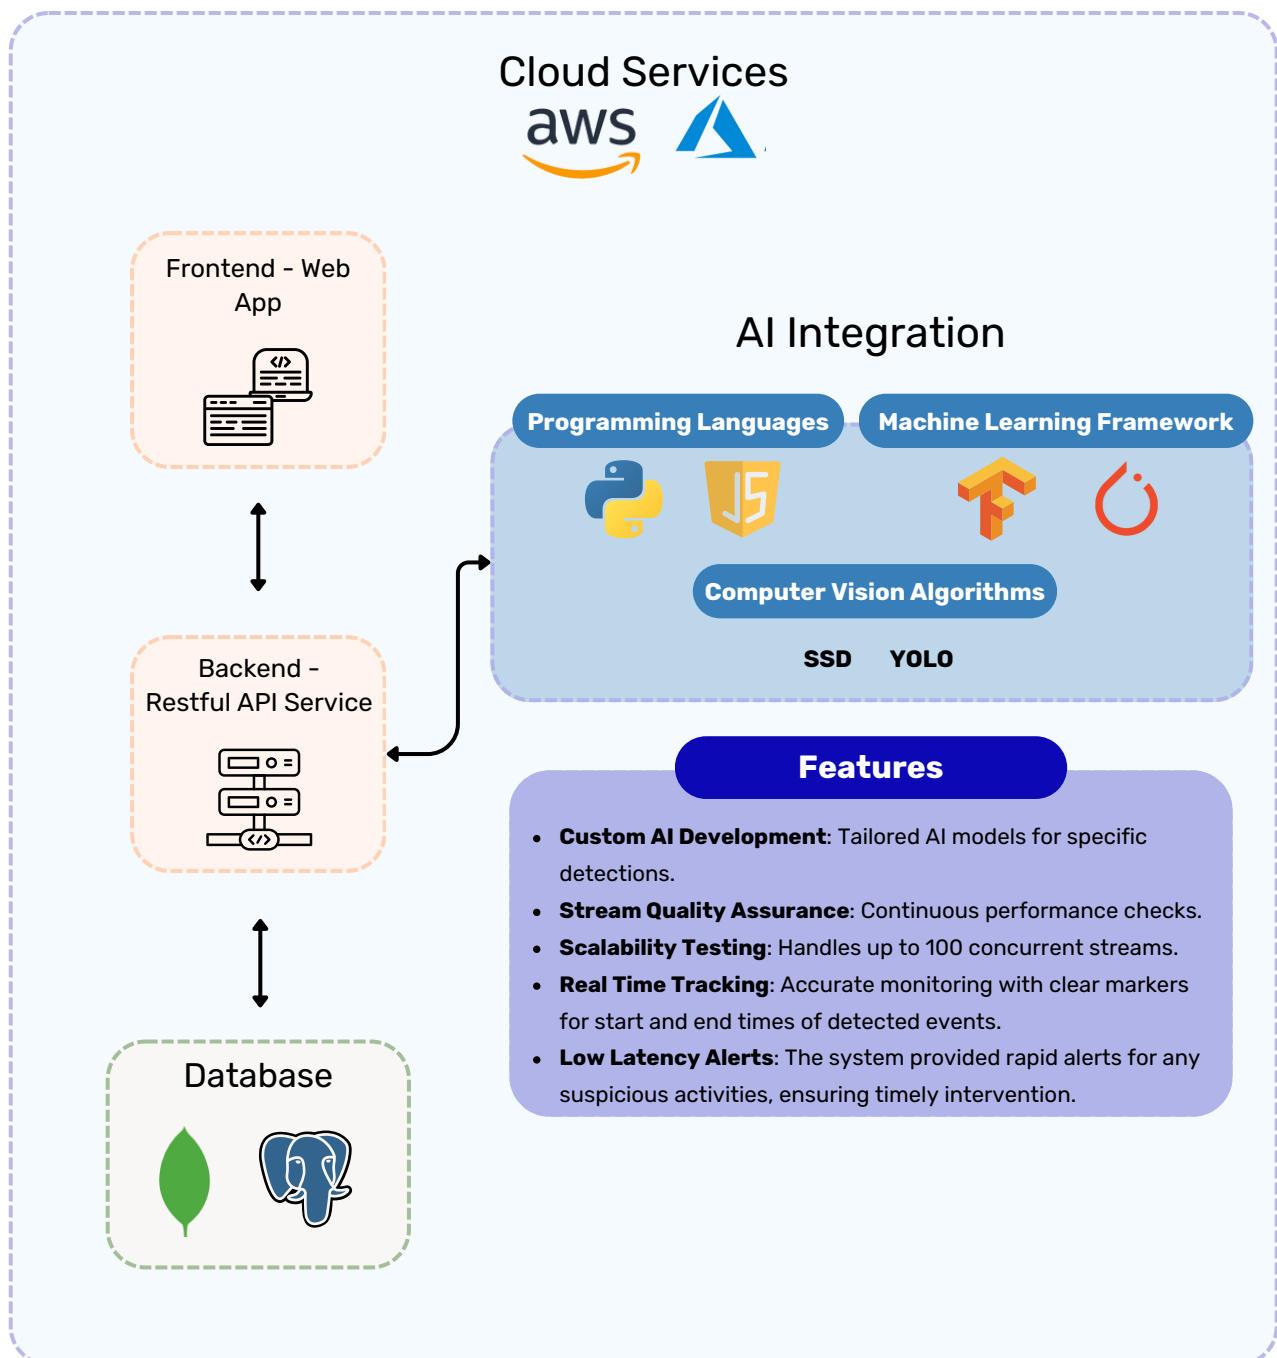 Cloud Services
aws
Frontend - Web
App
</>
AI Integration
Programming Languages
Machine Learning Framework
JS
Computer Vision Algorithms
SSD YOLO
Backend -
Restful API Service
</>
Features
• Custom AI Development: Tailored AI models for specific
detections.
• Stream Quality Assurance: Continuous performance checks.
• Scalability Testing: Handles up to 100 concurrent streams.
• Real Time Tracking: Accurate monitoring with clear markers
for start and end times of detected events.
• Low Latency Alerts: The system provided rapid alerts for any
suspicious activities, ensuring timely intervention.
Database